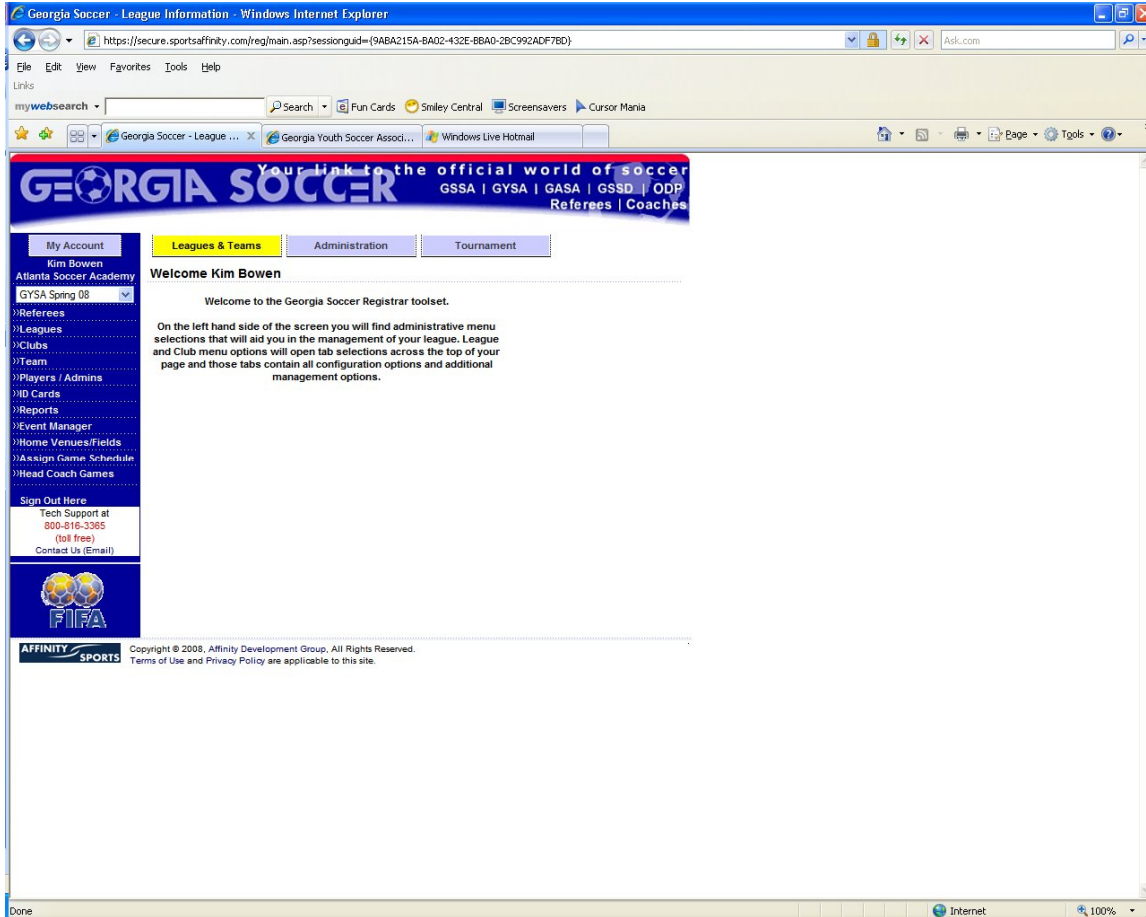 Georgia Soccer - League Information - Windows Internet Explorer
https://secure.sportsaffinity.com/reg/main.asp?sessionguid={9ABA215A-BA02-432E-BBA0-2BC992ADF7BD}
Ask.com
File Edit View Favorites Tools Help
Links
mywebsearch
Search Fun Cards Smiley Central Screensavers Cursor Mania
Georgia Soccer - League ... Georgia Youth Soccer Associ... Windows Live Hotmail
Page Tools
GEORGIA SOCCER
Your link to the official world of soccer
GSSA | GYSA | GASA | GSSD | ODP
Referees | Coaches
My Account
Leagues & Teams Administration Tournament
Kim Bowen
Atlanta Soccer Academy
GYSA Spring 08
»Referees
»Leagues
»Clubs
»Team
»Players / Admins
»ID Cards
»Reports
»Event Manager
»Home Venues/Fields
»Assign Game Schedule
»Head Coach Games
Sign Out Here
Tech Support at
800-816-3365
(toll free)
Contact Us (Email)
FIFA
Welcome Kim Bowen
Welcome to the Georgia Soccer Registrar toolset.
On the left hand side of the screen you will find administrative menu
selections that will aid you in the management of your league. League
and Club menu options will open tab selections across the top of your
page and those tabs contain all configuration options and additional
management options.
AFFINITY
SPORTS
Copyright © 2008, Affinity Development Group, All Rights Reserved.
Terms of Use and Privacy Policy are applicable to this site.
Done
Internet
100%